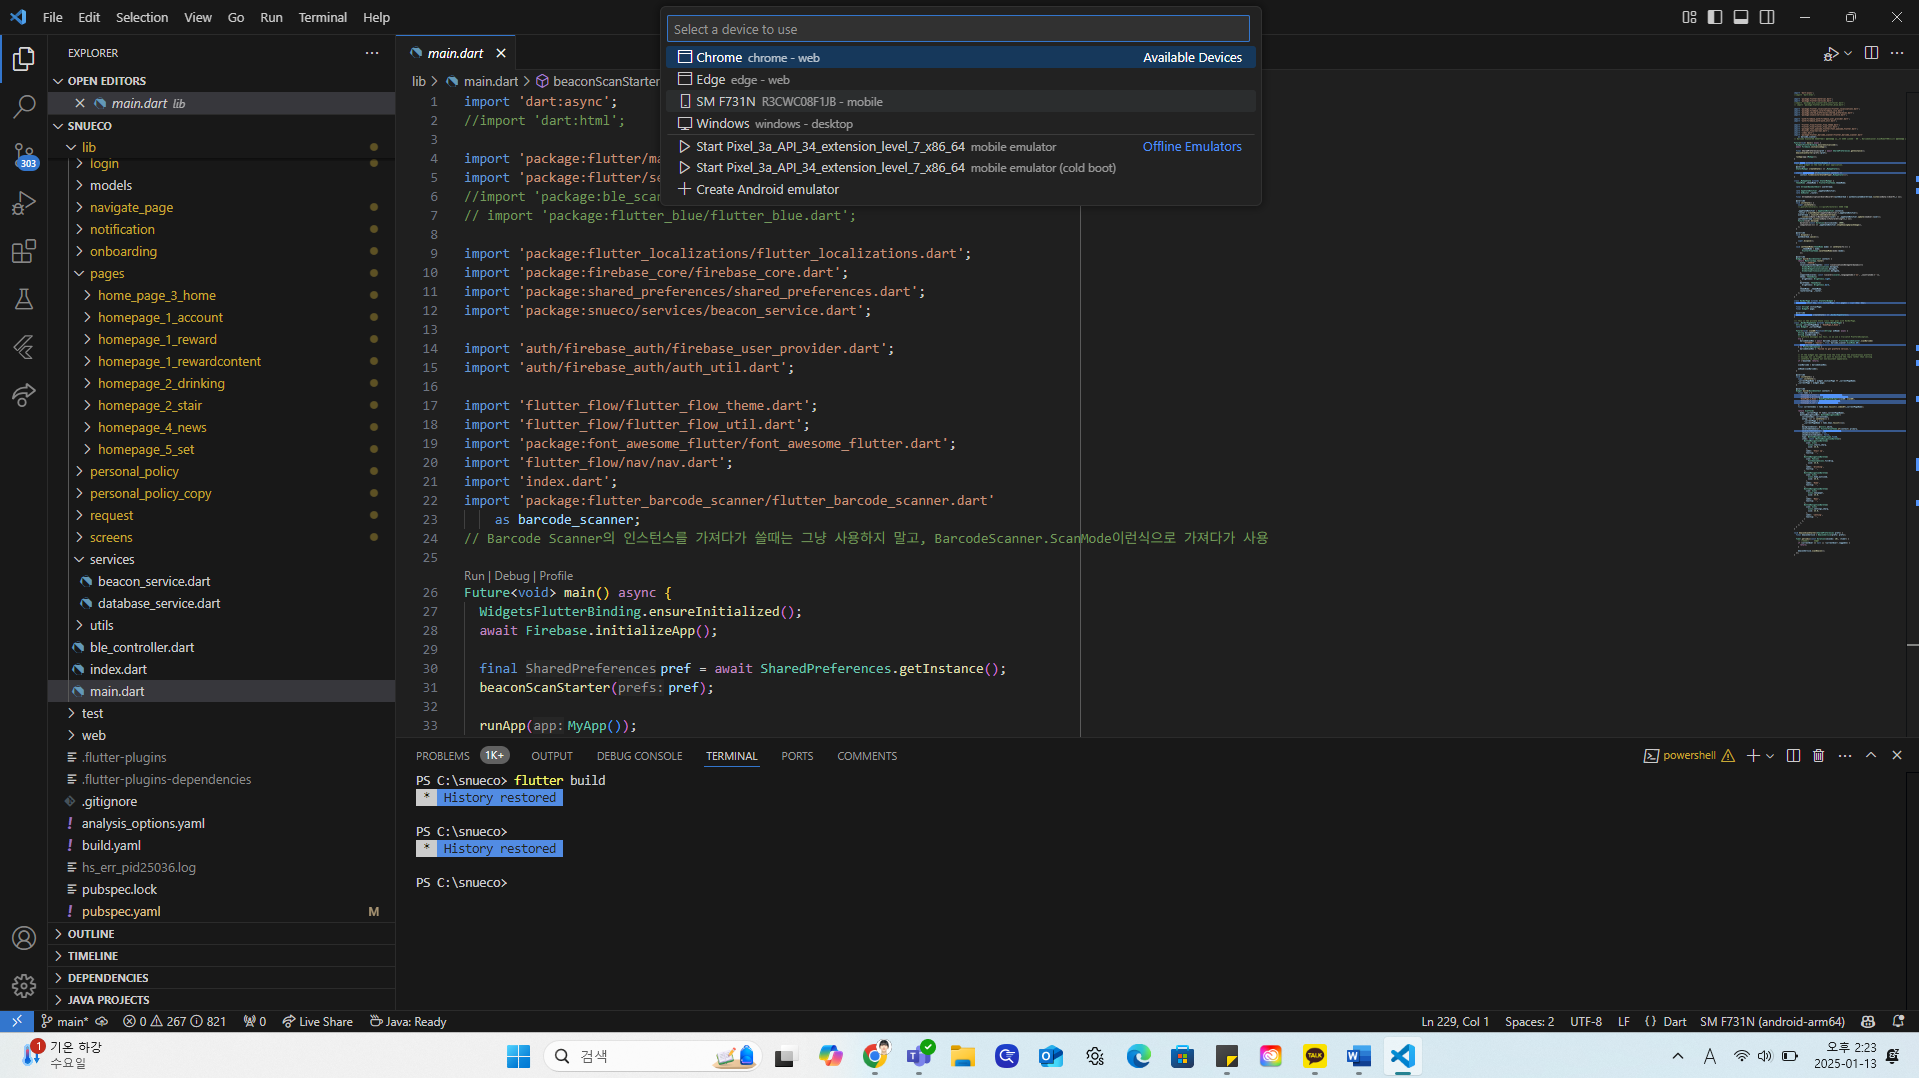 File Edit Selection View Go Run Terminal Help
Select a device to use
Chrome chrome - web Available Devices
Edge edge - web
SM F731N R3CWC08F1JB - mobile
Windows windows - desktop
Start Pixel_3a_API_34_extension_level_7_x86_64 mobile emulator Offline Emulators
Start Pixel_3a_API_34_extension_level_7_x86_64 mobile emulator (cold boot)
Create Android emulator
EXPLORER
OPEN EDITORS
main.dart lib
SNUECO
lib
login
models
navigate_page
notification
onboarding
pages
home_page_3_home
homepage_1_account
homepage_1_reward
homepage_1_rewardcontent
homepage_2_drinking
homepage_2_stair
homepage_4_news
homepage_5_set
personal_policy
personal_policy_copy
request
screens
services
beacon_service.dart
database_service.dart
utils
ble_controller.dart
index.dart
main.dart
test
web
.flutter-plugins
.flutter-plugins-dependencies
.gitignore
analysis_options.yaml
build.yaml
hs_err_pid25036.log
pubspec.lock
pubspec.yaml M
OUTLINE
TIMELINE
DEPENDENCIES
JAVA PROJECTS
303
main.dart
lib > main.dart > beaconScanStarter
1 import 'dart:async';
2 //import 'dart:html';
3
4 import 'package:flutter/ma
5 import 'package:flutter/se
6 //import 'package:ble_scan
7 // import 'package:flutter_blue/flutter_blue.dart';
8
9 import 'package:flutter_localizations/flutter_localizations.dart';
10 import 'package:firebase_core/firebase_core.dart';
11 import 'package:shared_preferences/shared_preferences.dart';
12 import 'package:snueco/services/beacon_service.dart';
13
14 import 'auth/firebase_auth/firebase_user_provider.dart';
15 import 'auth/firebase_auth/auth_util.dart';
16
17 import 'flutter_flow/flutter_flow_theme.dart';
18 import 'flutter_flow/flutter_flow_util.dart';
19 import 'package:font_awesome_flutter/font_awesome_flutter.dart';
20 import 'flutter_flow/nav/nav.dart';
21 import 'index.dart';
22 import 'package:flutter_barcode_scanner/flutter_barcode_scanner.dart'
23 as barcode_scanner;
24 // Barcode Scanner의 인스턴스를 가져다가 쓸때는 그냥 사용하지 말고, BarcodeScanner.ScanMode이런식으로 가져다가 사용
25
Run | Debug | Profile
26 Future<void> main() async {
27 WidgetsFlutterBinding.ensureInitialized();
28 await Firebase.initializeApp();
29
30 final SharedPreferences pref = await SharedPreferences.getInstance();
31 beaconScanStarter(prefs: pref);
32
33 runApp(app: MyApp());
PROBLEMS 1K+ OUTPUT DEBUG CONSOLE TERMINAL PORTS COMMENTS
powershell
PS C:\snueco> flutter build
* History restored
PS C:\snueco>
* History restored
PS C:\snueco>
main* 0 267 821 0 Live Share Java: Ready
Ln 229, Col 1 Spaces: 2 UTF-8 LF {} Dart SM F731N (android-arm64)
1 기온 하강
수요일
검색
TALK
A
오후 2:23
2025-01-13